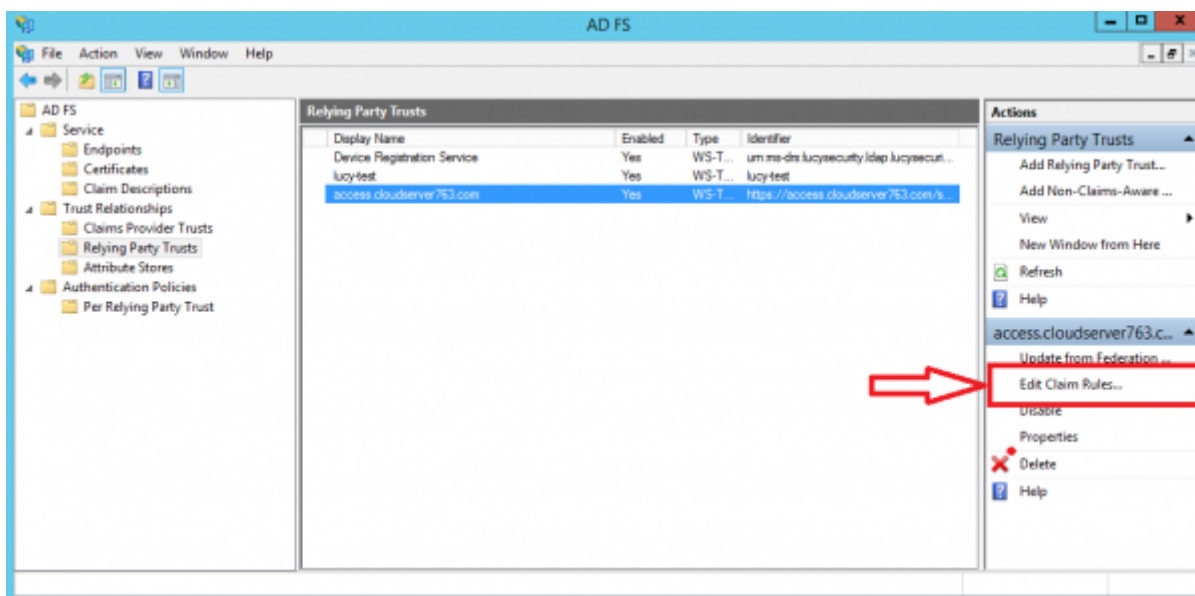 AD FS
File Action View Window Help
AD FS
Service
Endpoints
Certificates
Claim Descriptions
Trust Relationships
Claims Provider Trusts
Relying Party Trusts
Attribute Stores
Authentication Policies
Per Relying Party Trust
Relying Party Trusts
Display Name Enabled Type Identifier
Device Registration Service Yes WS-T... urn:ms-drs:lucysecurity.ldap.lucysecuri...
lucy-test Yes WS-T... lucy-test
access.cloudserver763.com Yes WS-T... https://access.cloudserver763.com/s...
Actions
Relying Party Trusts
Add Relying Party Trust...
Add Non-Claims-Aware ...
View
New Window from Here
Refresh
Help
access.cloudserver763.c...
Update from Federation ...
Edit Claim Rules...
Disable
Properties
Delete
Help